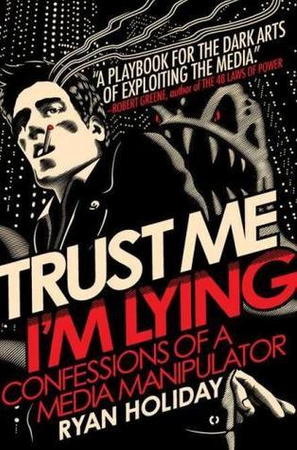 "A PLAYBOOK FOR THE DARK ARTS
OF EXPLOITING THE MEDIA"
—ROBERT GREENE, author of THE 48 LAWS OF POWER
TRUST ME
I'M LYING
CONFESSIONS OF A
MEDIA MANIPULATOR
RYAN HOLIDAY